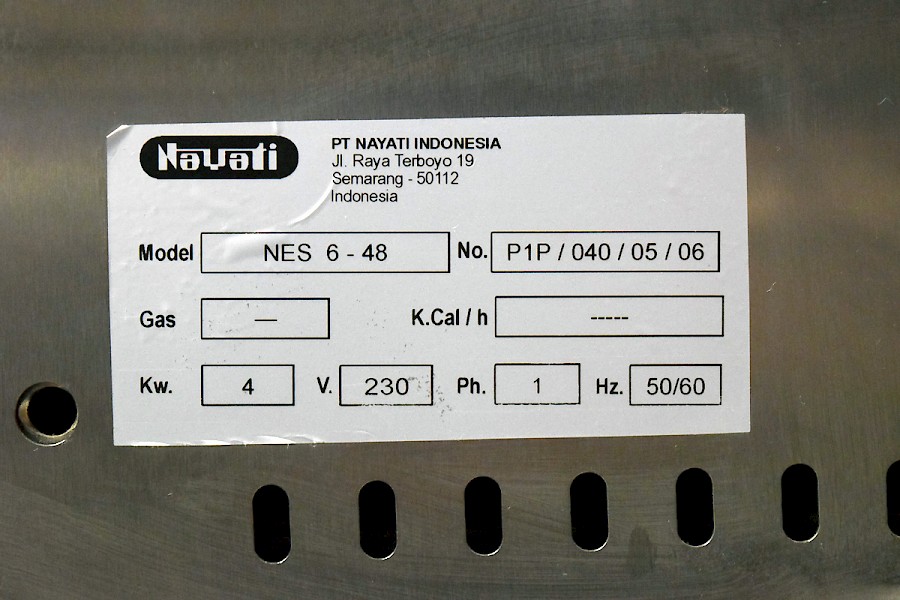 Nayati
PT NAYATI INDONESIA
Jl. Raya Terboyo 19
Semarang - 50112
Indonesia
Model NES 6 - 48 No. P1P / 040 / 05 / 06
Gas — K.Cal / h -----
Kw. 4 V. 230 Ph. 1 Hz. 50/60